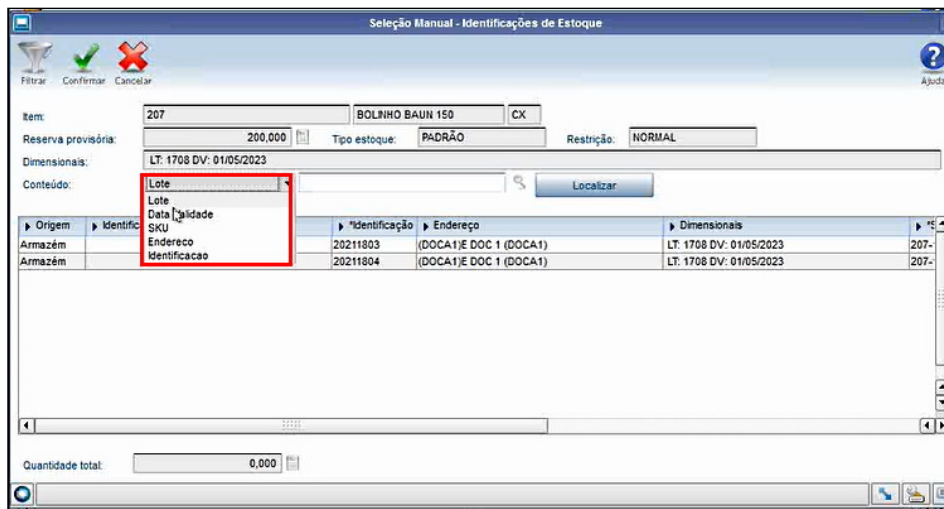 Seleção Manual - Identificações de Estoque
Filtrar Confirmar Cancelar Ajuda
Item: 207 BOLINHO BAUN 150 CX
Reserva provisória: 200,000 Tipo estoque: PADRÃO Restrição: NORMAL
Dimensionais: LT: 1708 DV: 01/05/2023
Conteúdo: Lote Localizar
Lote
Data Validade
SKU
Endereco
Identificacao
Origem *Identificação Endereço Dimensionais
Armazém 20211803 (DOCA1)E DOC 1 (DOCA1) LT: 1708 DV: 01/05/2023 207-
Armazém 20211804 (DOCA1)E DOC 1 (DOCA1) LT: 1708 DV: 01/05/2023 207-
Quantidade total: 0,000